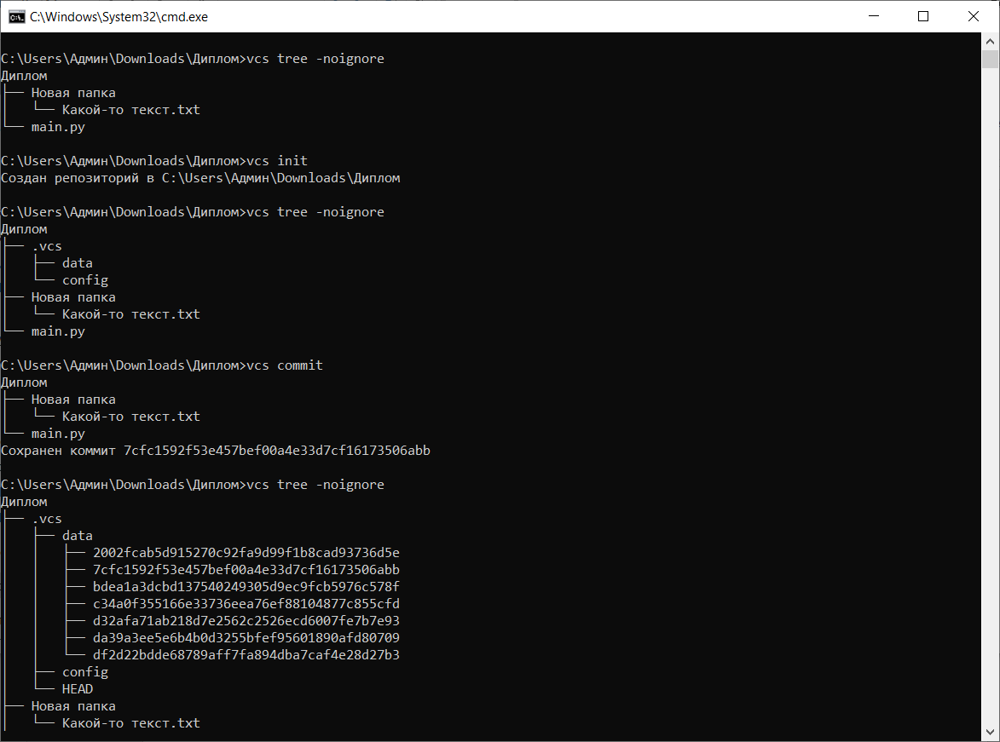 C:\Windows\System32\cmd.exe
C:\Users\Админ\Downloads\Диплом>vcs tree -noignore
Диплом
├── Новая папка
│   └── Какой-то текст.txt
└── main.py
C:\Users\Админ\Downloads\Диплом>vcs init
Создан репозиторий в C:\Users\Админ\Downloads\Диплом
C:\Users\Админ\Downloads\Диплом>vcs tree -noignore
Диплом
├── .vcs
│   ├── data
│   └── config
├── Новая папка
│   └── Какой-то текст.txt
└── main.py
C:\Users\Админ\Downloads\Диплом>vcs commit
Диплом
├── Новая папка
│   └── Какой-то текст.txt
└── main.py
Сохранен коммит 7cfc1592f53e457bef00a4e33d7cf16173506abb
C:\Users\Админ\Downloads\Диплом>vcs tree -noignore
Диплом
├── .vcs
│   ├── data
│   │   ├── 2002fcab5d915270c92fa9d99f1b8cad93736d5e
│   │   ├── 7cfc1592f53e457bef00a4e33d7cf16173506abb
│   │   ├── bdea1a3dcbd137540249305d9ec9fcb5976c578f
│   │   ├── c34a0f355166e33736eea76ef88104877c855cfd
│   │   ├── d32afa71ab218d7e2562c2526ecd6007fe7b7e93
│   │   ├── da39a3ee5e6b4b0d3255bfef95601890afd80709
│   │   └── df2d22bdde68789aff7fa894dba7caf4e28d27b3
│   ├── config
│   └── HEAD
├── Новая папка
│   └── Какой-то текст.txt